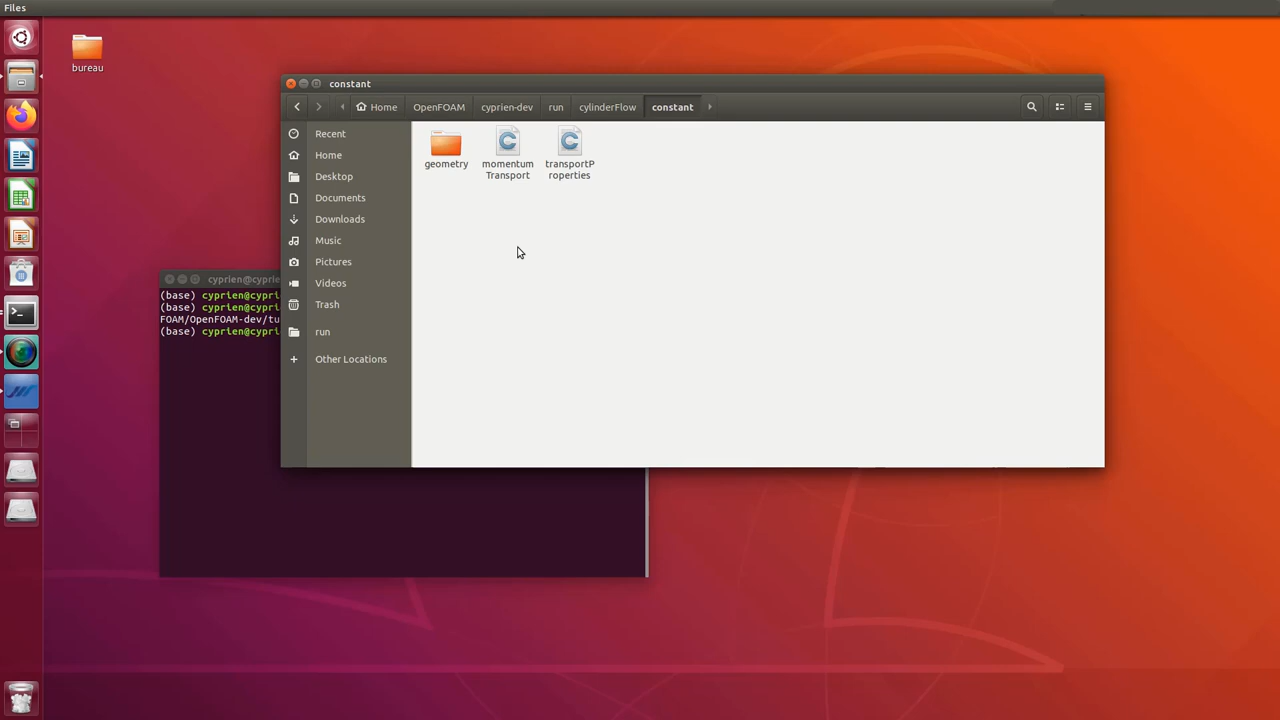 Files
bureau
constant
Home
OpenFOAM
cyprien-dev
run
cylinderFlow
constant
Recent
Home
Desktop
Documents
Downloads
Music
Pictures
Videos
Trash
run
Other Locations
geometry
momentum
Transport
transportP
roperties
cyprien@cyprie
(base) cyprien@cypri
(base) cyprien@cypri
FOAM/OpenFOAM-dev/tu
(base) cyprien@cypri